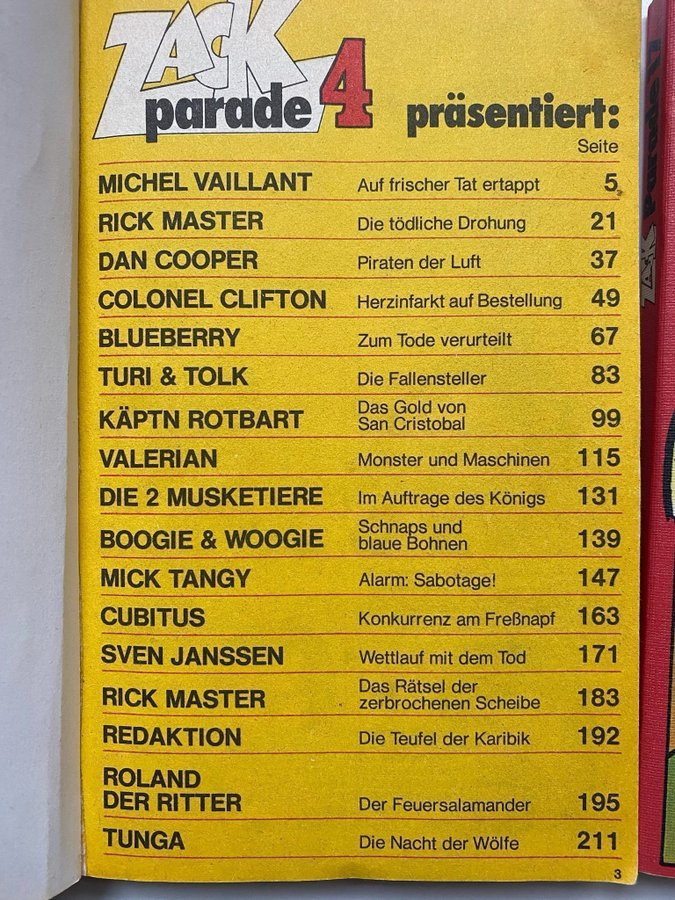 ZACK
parade 4 präsentiert:
Seite
MICHEL VAILLANT Auf frischer Tat ertappt 5
RICK MASTER Die tödliche Drohung 21
DAN COOPER Piraten der Luft 37
COLONEL CLIFTON Herzinfarkt auf Bestellung 49
BLUEBERRY Zum Tode verurteilt 67
TURI & TOLK Die Fallensteller 83
KÄPTN ROTBART Das Gold von
San Cristobal 99
VALERIAN Monster und Maschinen 115
DIE 2 MUSKETIERE Im Auftrage des Königs 131
BOOGIE & WOOGIE Schnaps und
blaue Bohnen 139
MICK TANGY Alarm: Sabotage! 147
CUBITUS Konkurrenz am Freßnapf 163
SVEN JANSSEN Wettlauf mit dem Tod 171
RICK MASTER Das Rätsel der
zerbrochenen Scheibe 183
REDAKTION Die Teufel der Karibik 192
ROLAND
DER RITTER Der Feuersalamander 195
TUNGA Die Nacht der Wölfe 211
3
ZACK